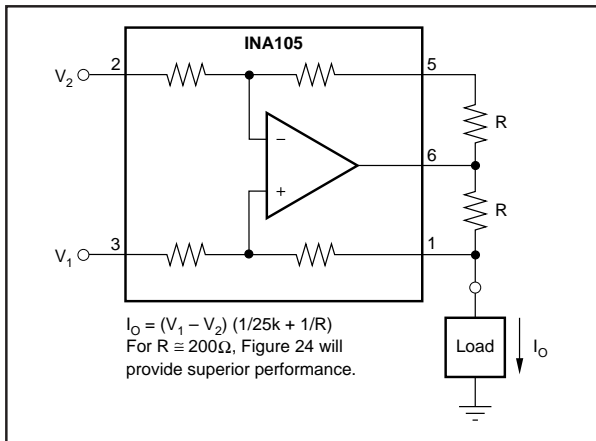 INA105
2
5
V2
R
−
6
+
R
3
1
V1
IO = (V1 – V2) (1/25k + 1/R)
For R ≅ 200Ω, Figure 24 will
provide superior performance.
Load
IO